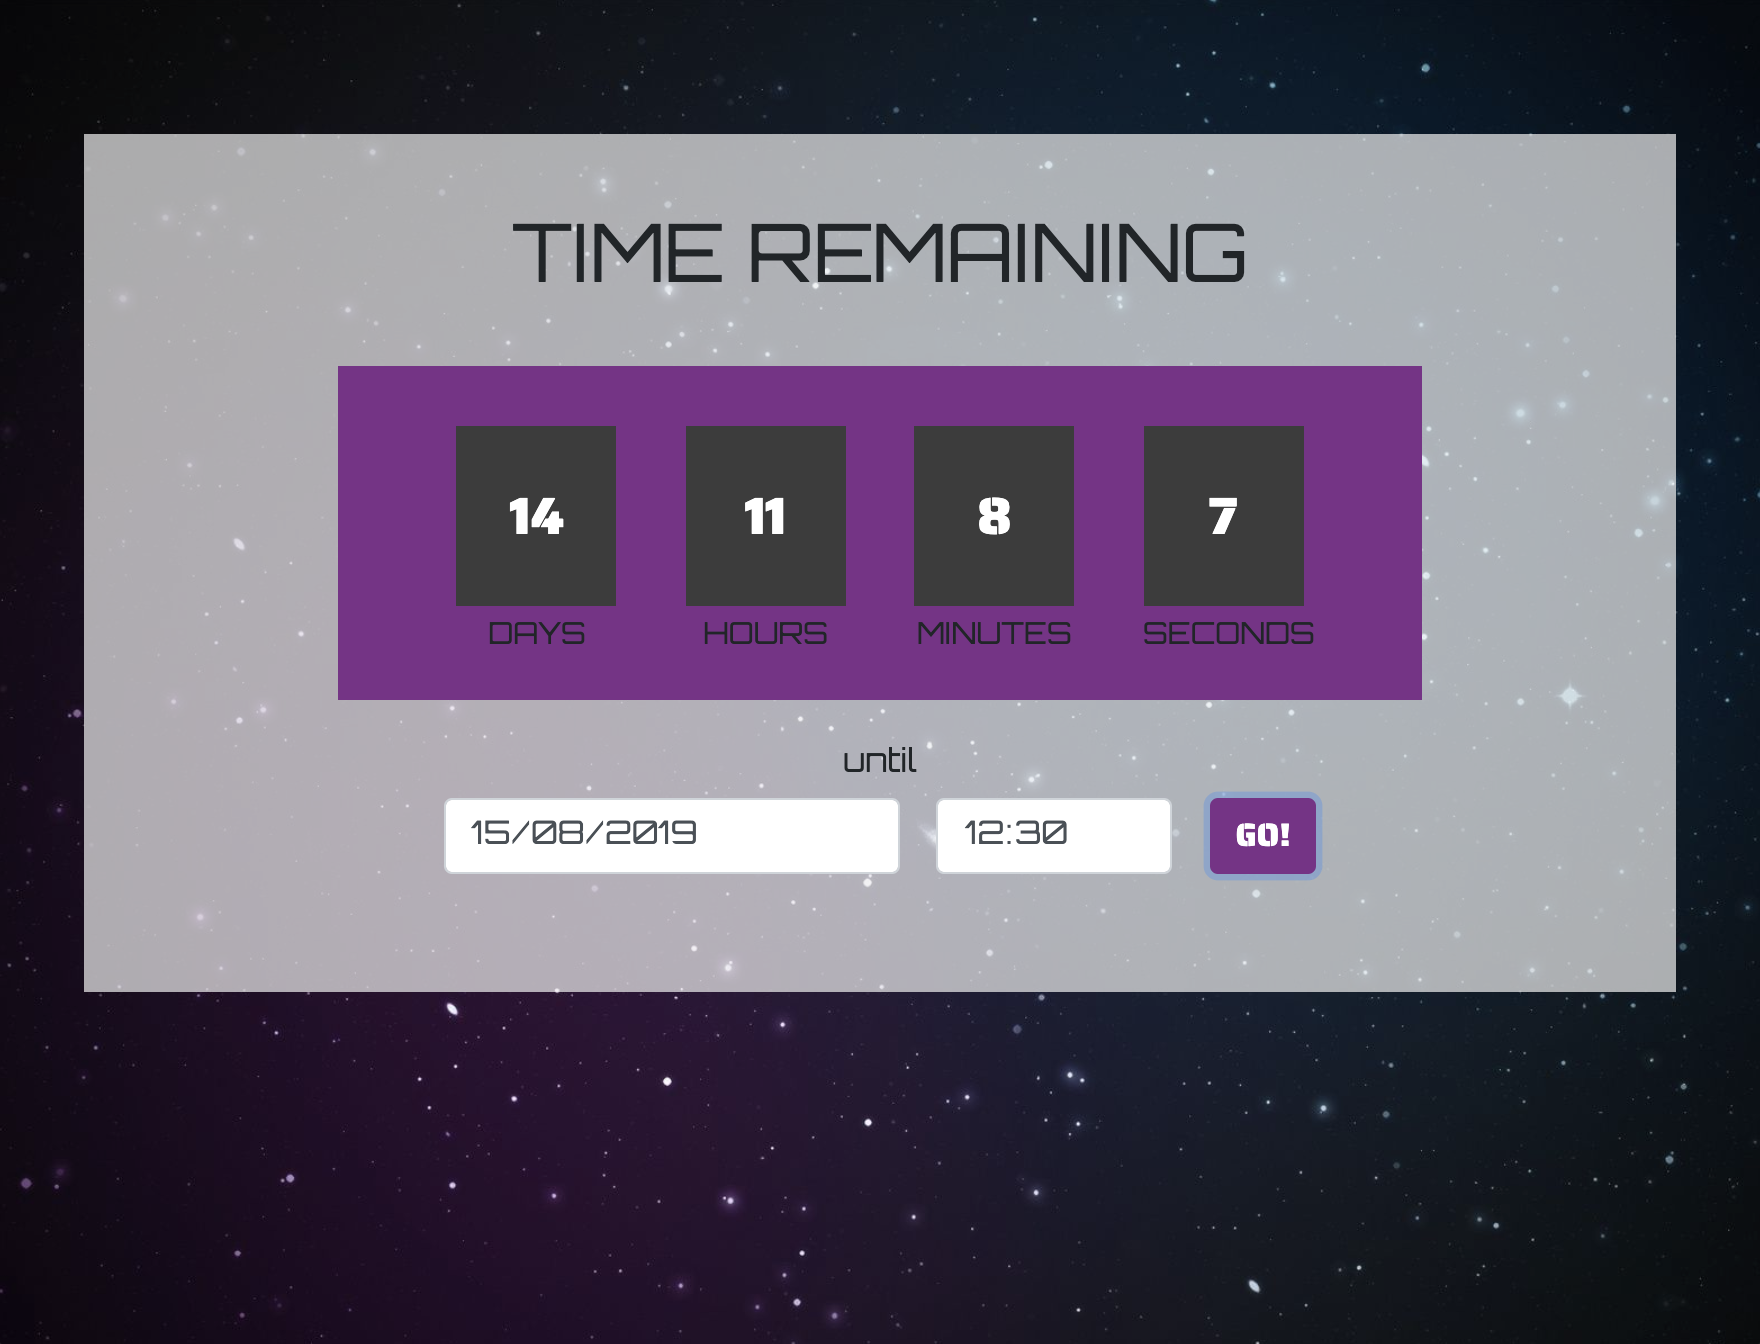 TIME REMAINING
14 11 8 7
DAYS HOURS MINUTES SECONDS
until
15/08/2019 12:30 GO!